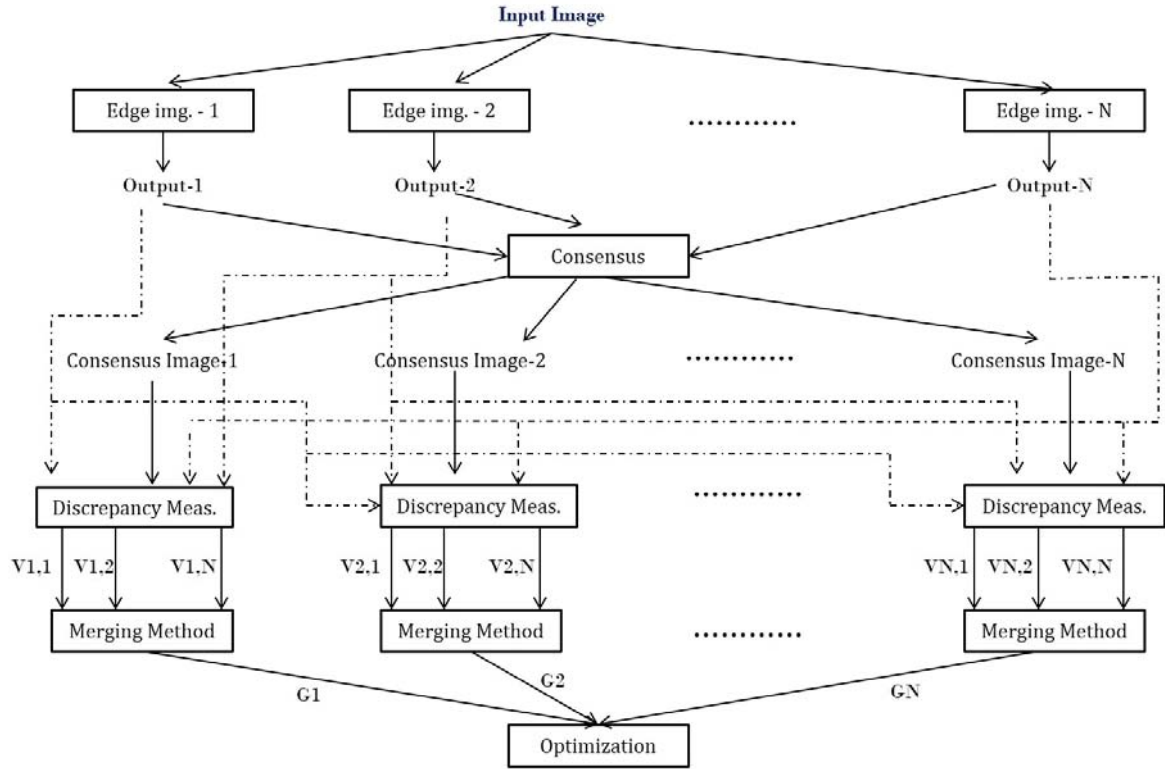 Input Image
Edge img. - 1
Edge img. - 2
............
Edge img. - N
Output-1
Output-2
Output-N
Consensus
Consensus Image-1
Consensus Image-2
............
Consensus Image-N
Discrepancy Meas.
Discrepancy Meas.
............
Discrepancy Meas.
V1,1 V1,2 V1,N
V2,1 V2,2 V2,N
VN,1 VN,2 VN,N
Merging Method
Merging Method
............
Merging Method
G1
G2
GN
Optimization